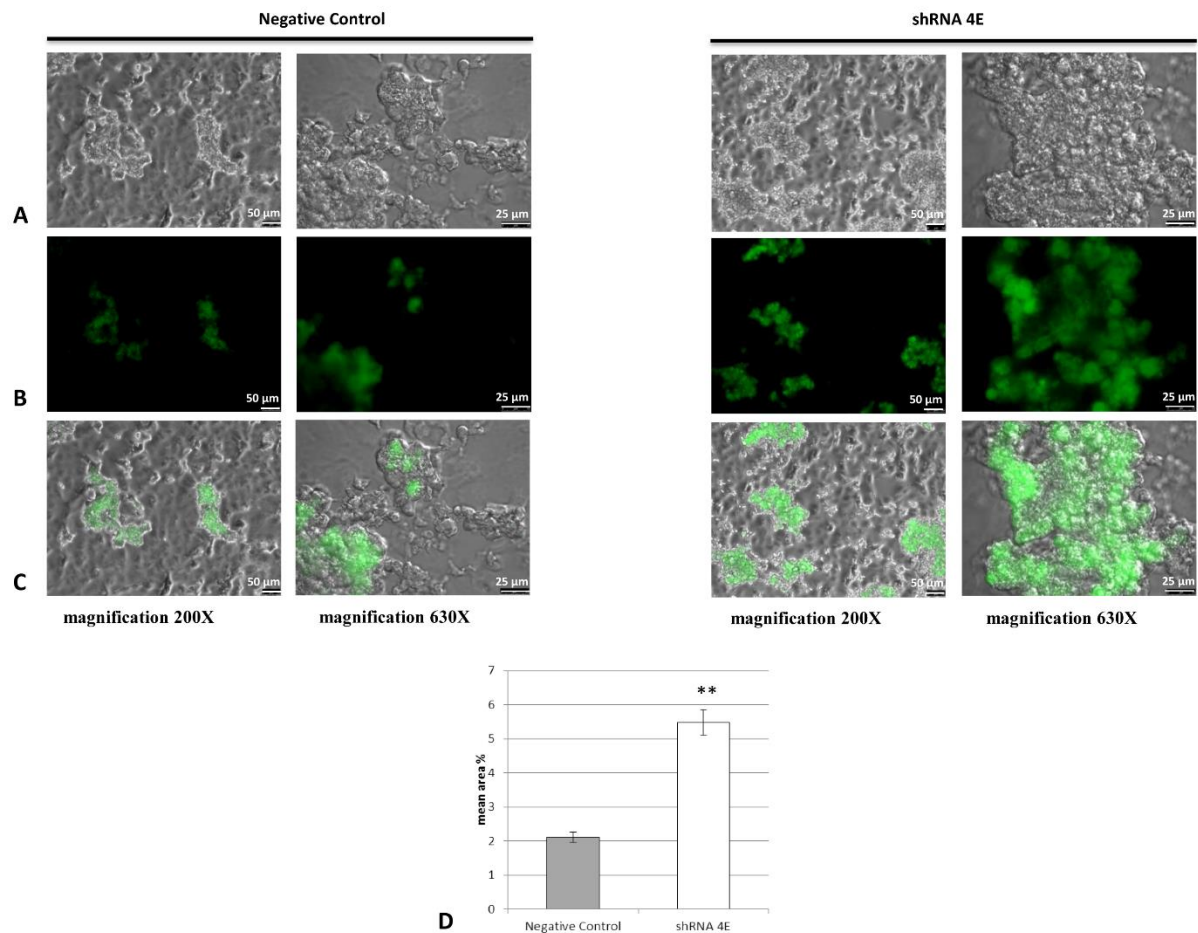 Negative Control
shRNA 4E
A
50 µm
25 µm
50 µm
25 µm
B
50 µm
25 µm
50 µm
25 µm
C
50 µm
25 µm
50 µm
25 µm
magnification 200X
magnification 630X
magnification 200X
magnification 630X
D
mean area %
7
6
5
4
3
2
1
0
**
Negative Control
shRNA 4E